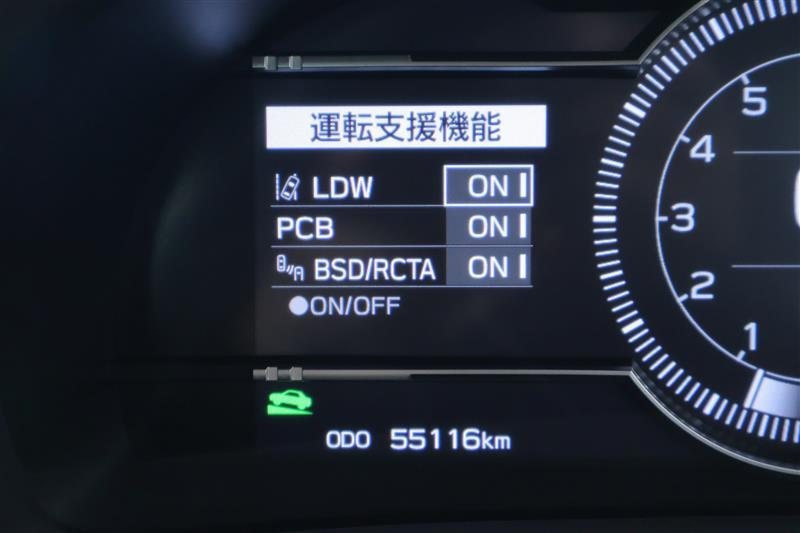 運転支援機能
LDW ON
PCB ON
BSD/RCTA ON
●ON/OFF
ODO 55116km
5
4
3
2
1